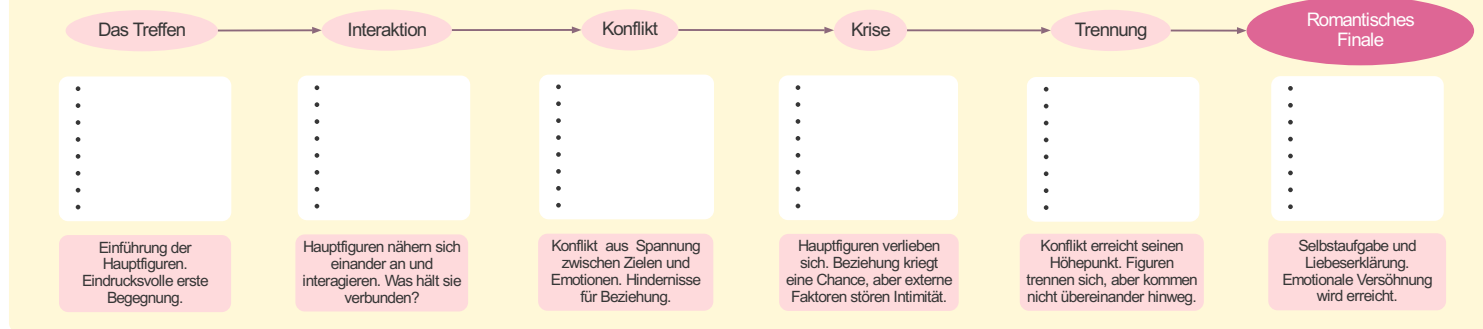 Das Treffen
Interaktion
Konflikt
Krise
Trennung
Romantisches
Finale
Einführung der
Hauptfiguren.
Eindrucksvolle erste
Begegnung.
Hauptfiguren nähern sich
einander an und
interagieren. Was hält sie
verbunden?
Konflikt aus Spannung
zwischen Zielen und
Emotionen. Hindernisse
für Beziehung.
Hauptfiguren verlieben
sich. Beziehung kriegt
eine Chance, aber externe
Faktoren stören Intimität.
Konflikt erreicht seinen
Höhepunkt. Figuren
trennen sich, aber kommen
nicht übereinander hinweg.
Selbstaufgabe und
Liebeserklärung.
Emotionale Versöhnung
wird erreicht.